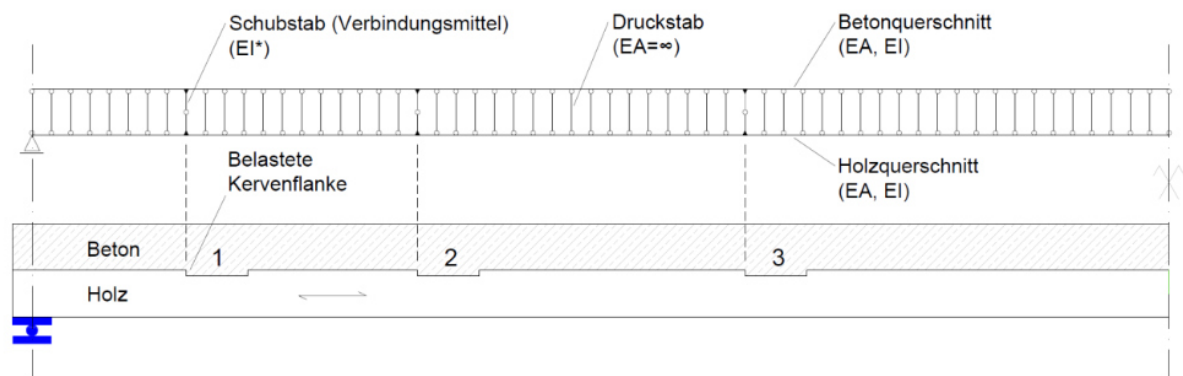 Schubstab (Verbindungsmittel)
(EI*)
Druckstab
(EA=∞)
Betonquerschnitt
(EA, EI)
Belastete
Kervenflanke
Holzquerschnitt
(EA, EI)
Beton
1
2
3
Holz